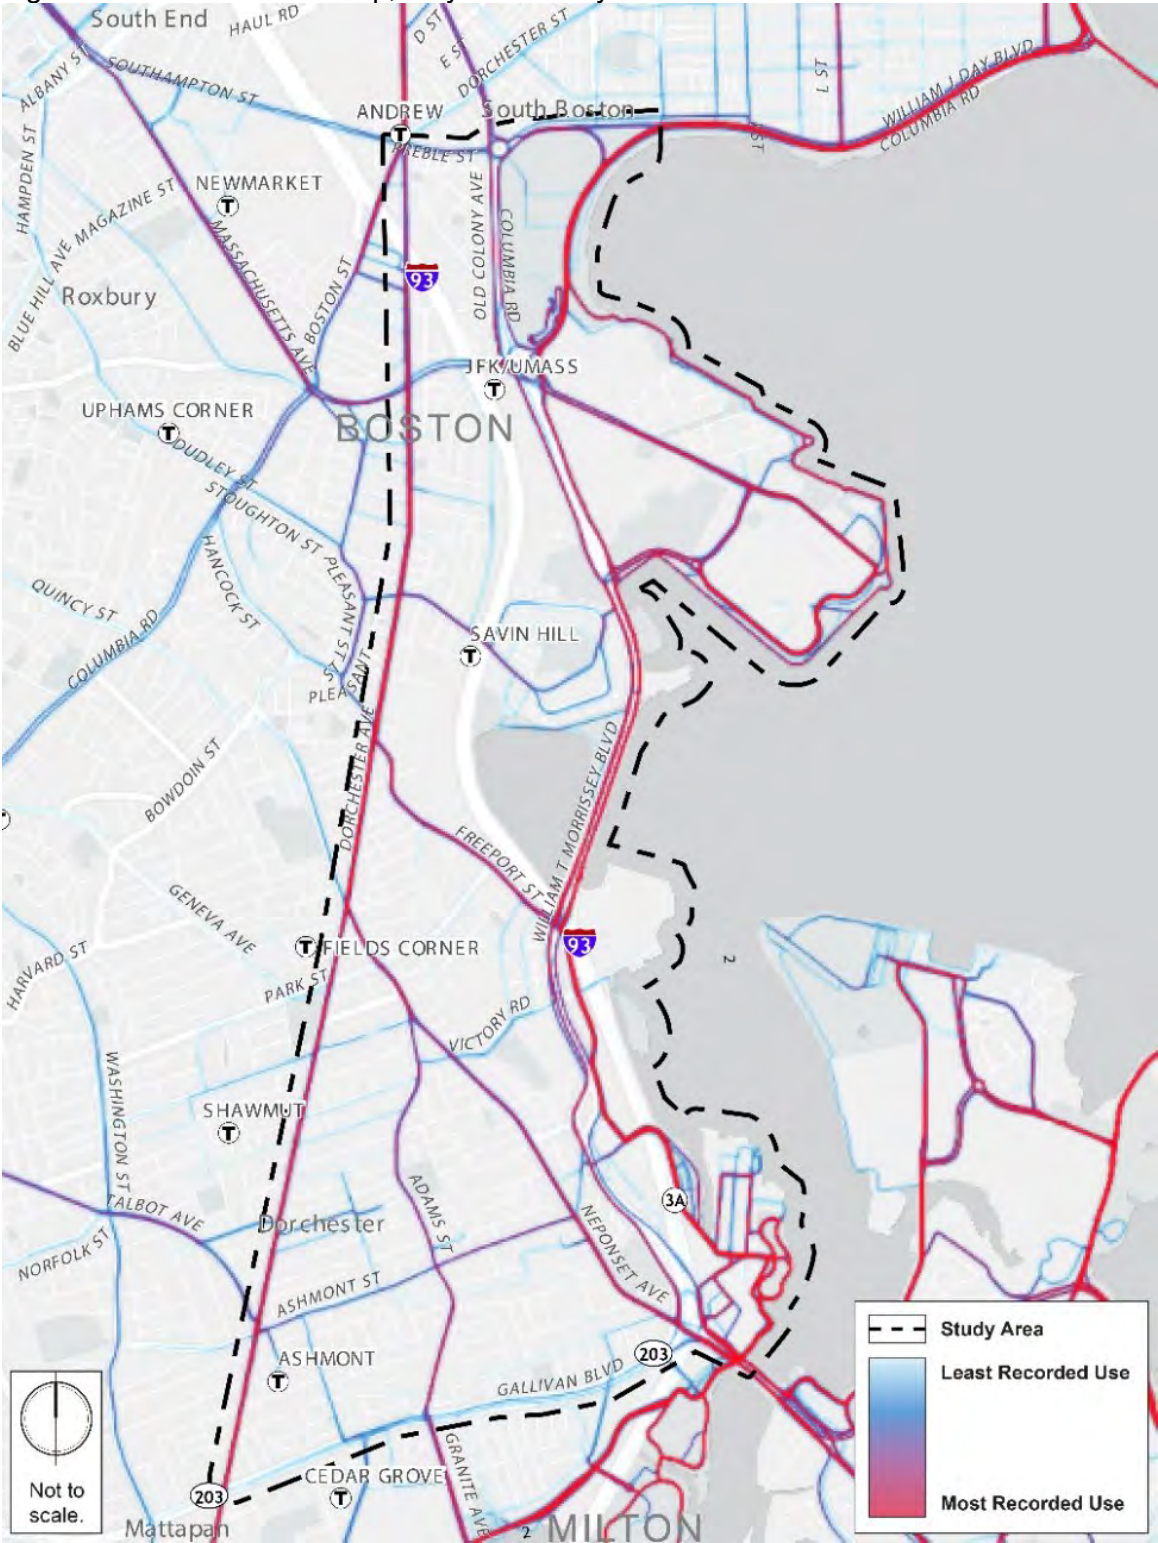 South End
HAUL RD
D ST
E ST
DORCHESTER ST
ALBANY ST
SOUTHAMPTON ST
L ST
WILLIAM J DAY BLVD
COLUMBIA RD
ANDREW
T
South Boston
PREBLE ST
I ST
HAMPDEN ST
NEWMARKET
T
MAGAZINE ST
BLUE HILL AVE
MASSACHUSETTS AVE
BOSTON ST
OLD COLONY AVE
COLUMBIA RD
93
Roxbury
JFK/UMASS
T
UPHAMS CORNER
T
BOSTON
DUDLEY ST
STOUGHTON ST
HANCOCK ST
PLEASANT ST
QUINCY ST
COLUMBIA RD
PLEASANT ST
SAVIN HILL
T
DORCHESTER AVE
BOWDOIN ST
WILLIAM T MORRISSEY BLVD
FREEPORT ST
GENEVA AVE
93
T
FIELDS CORNER
HARVARD ST
PARK ST
2
VICTORY RD
WASHINGTON ST
SHAWMUT
T
TALBOT AVE
ADAMS ST
3A
Dorchester
NORFOLK ST
NEPONSET AVE
ASHMONT ST
ASHMONT
T
203
GALLIVAN BLVD
GRANITE AVE
CEDAR GROVE
T
203
Mattapan
2
MILTON
Not to
scale.
Study Area
Least Recorded Use
Most Recorded Use